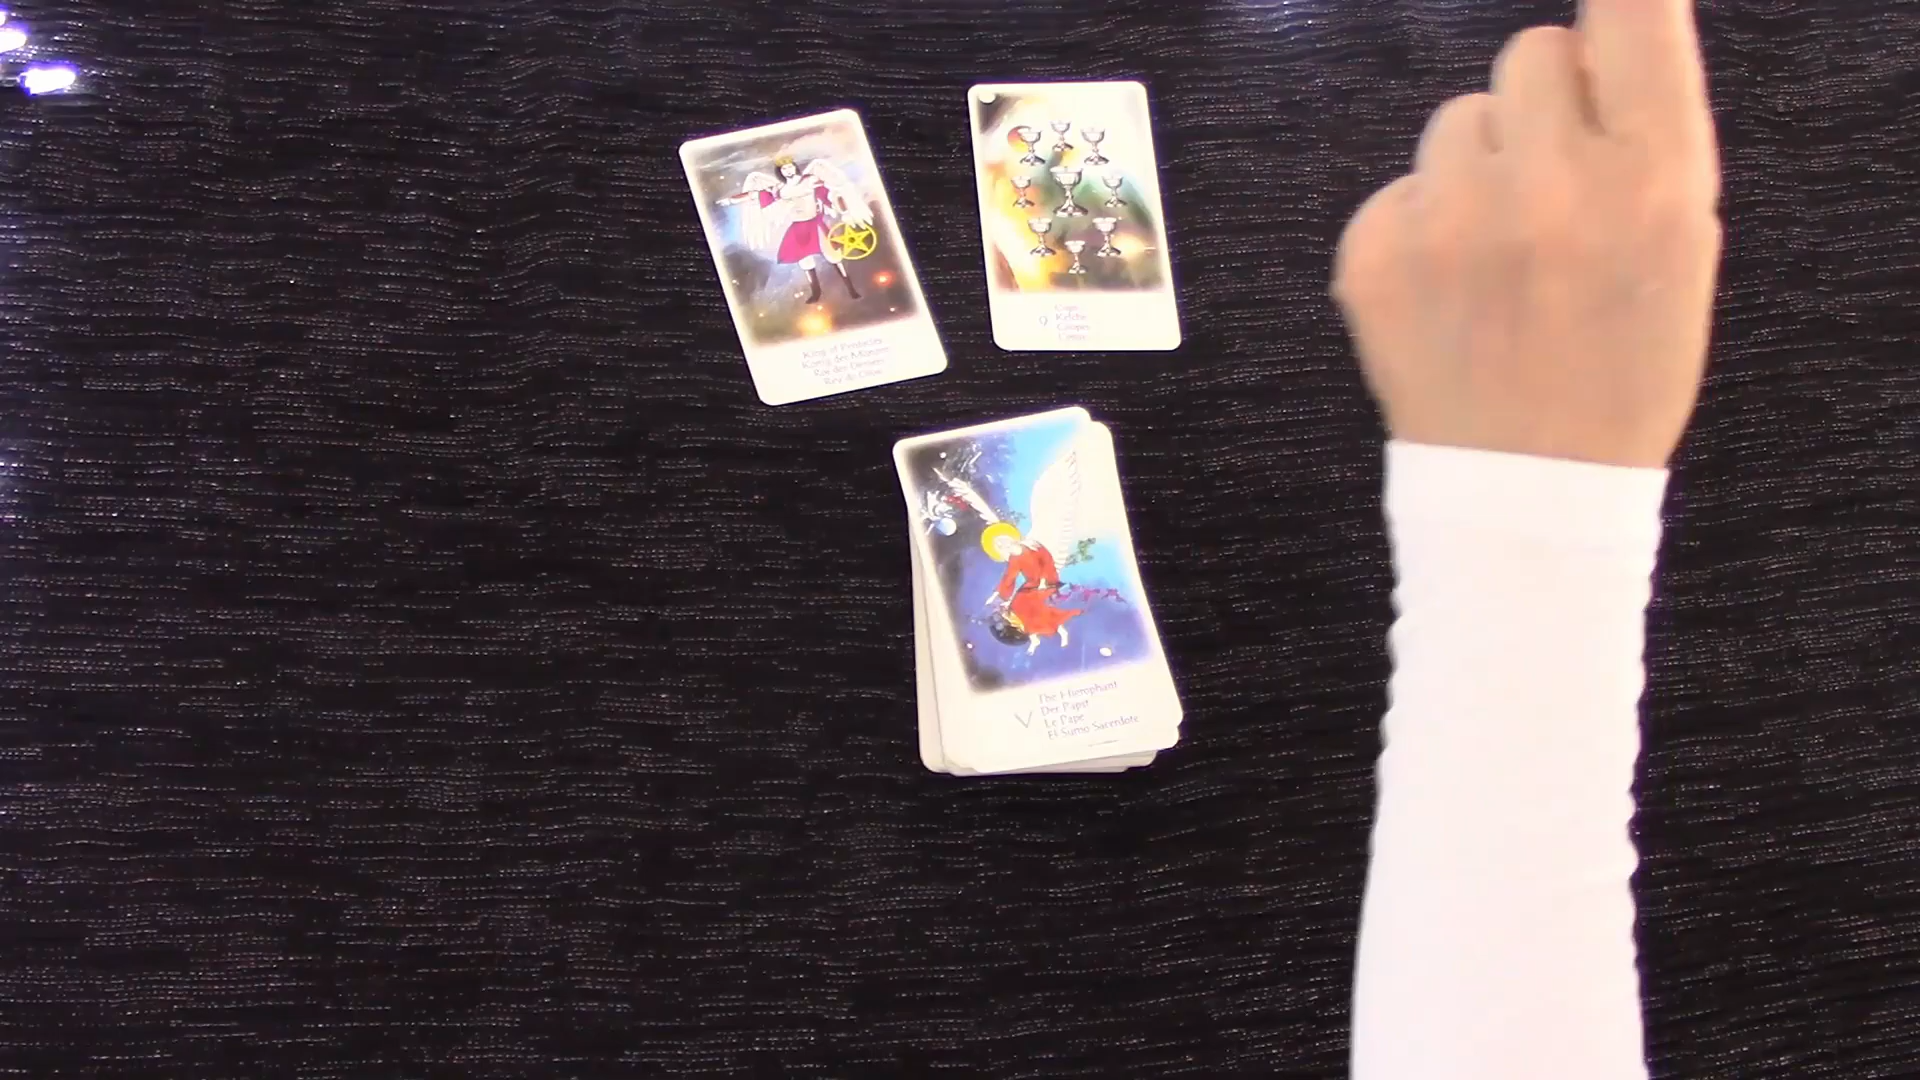 King of Pentacles
König der Münzen
Roi des Deniers
Rey de Oros
9
Cups
Kelche
Coupes
Copas
V
The Hierophant
Der Papst
Le Pape
El Sumo Sacerdote